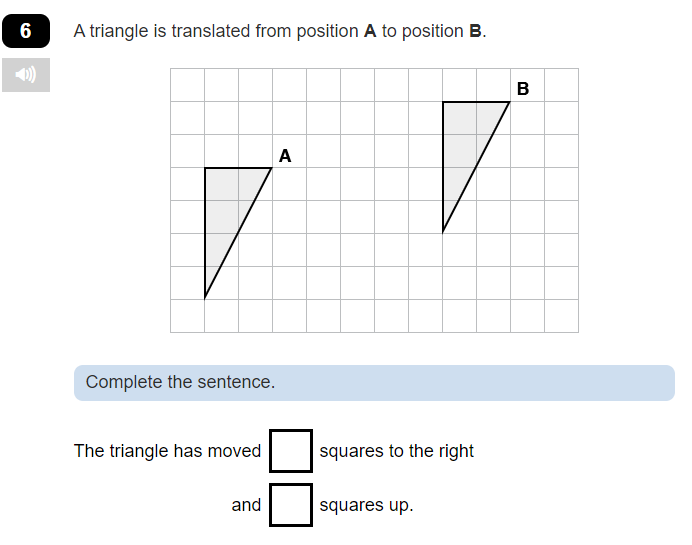 6
A triangle is translated from position A to position B.
B
A
Complete the sentence.
The triangle has moved squares to the right
and squares up.